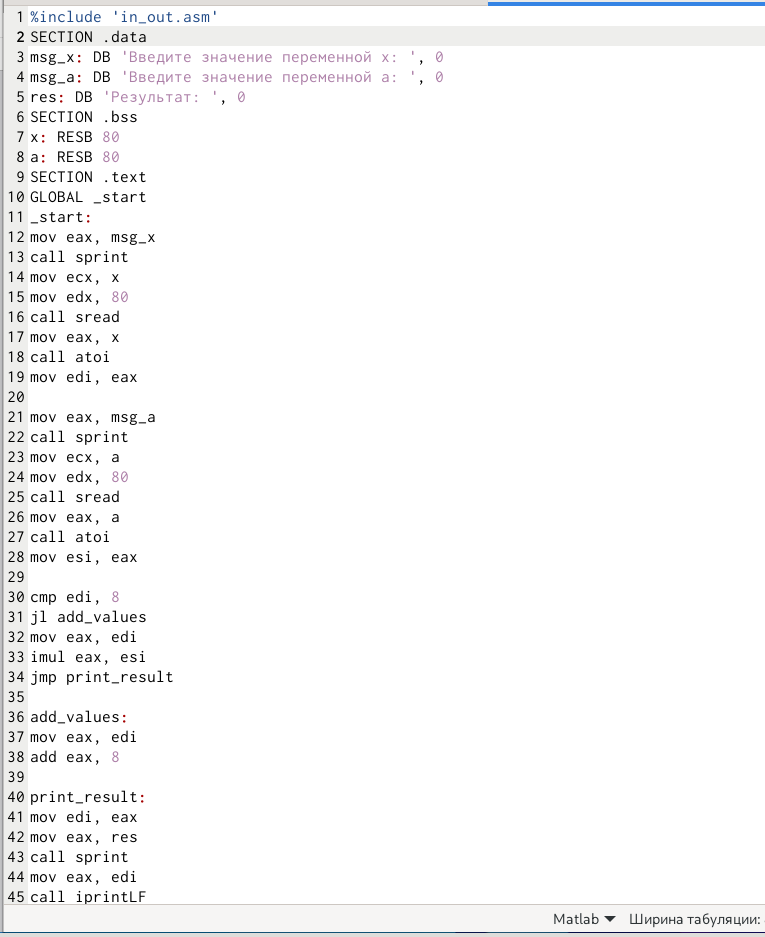 1 %include 'in_out.asm'
2 SECTION .data
3 msg_x: DB 'Введите значение переменной x: ', 0
4 msg_a: DB 'Введите значение переменной a: ', 0
5 res: DB 'Результат: ', 0
6 SECTION .bss
7 x: RESB 80
8 a: RESB 80
9 SECTION .text
10 GLOBAL _start
11 _start:
12 mov eax, msg_x
13 call sprint
14 mov ecx, x
15 mov edx, 80
16 call sread
17 mov eax, x
18 call atoi
19 mov edi, eax
20
21 mov eax, msg_a
22 call sprint
23 mov ecx, a
24 mov edx, 80
25 call sread
26 mov eax, a
27 call atoi
28 mov esi, eax
29
30 cmp edi, 8
31 jl add_values
32 mov eax, edi
33 imul eax, esi
34 jmp print_result
35
36 add_values:
37 mov eax, edi
38 add eax, 8
39
40 print_result:
41 mov edi, eax
42 mov eax, res
43 call sprint
44 mov eax, edi
45 call iprintLF
Matlab Ширина табуляции: